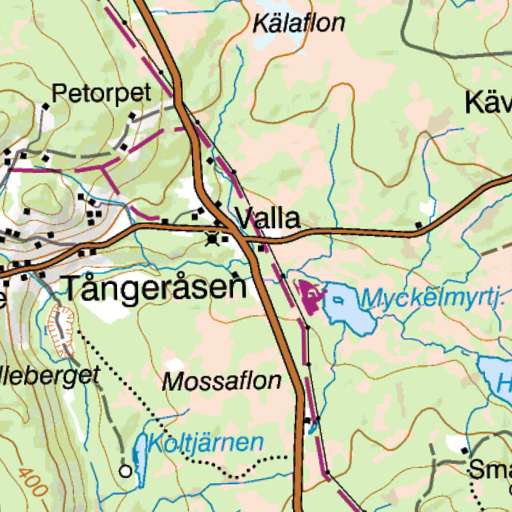 Kälaflon
Petorpet
Käv
Valla
Tångeråsen
Myckelmyrtj.
e
lleberget
Mossaflon
H
Koltjärnen
Sma
400